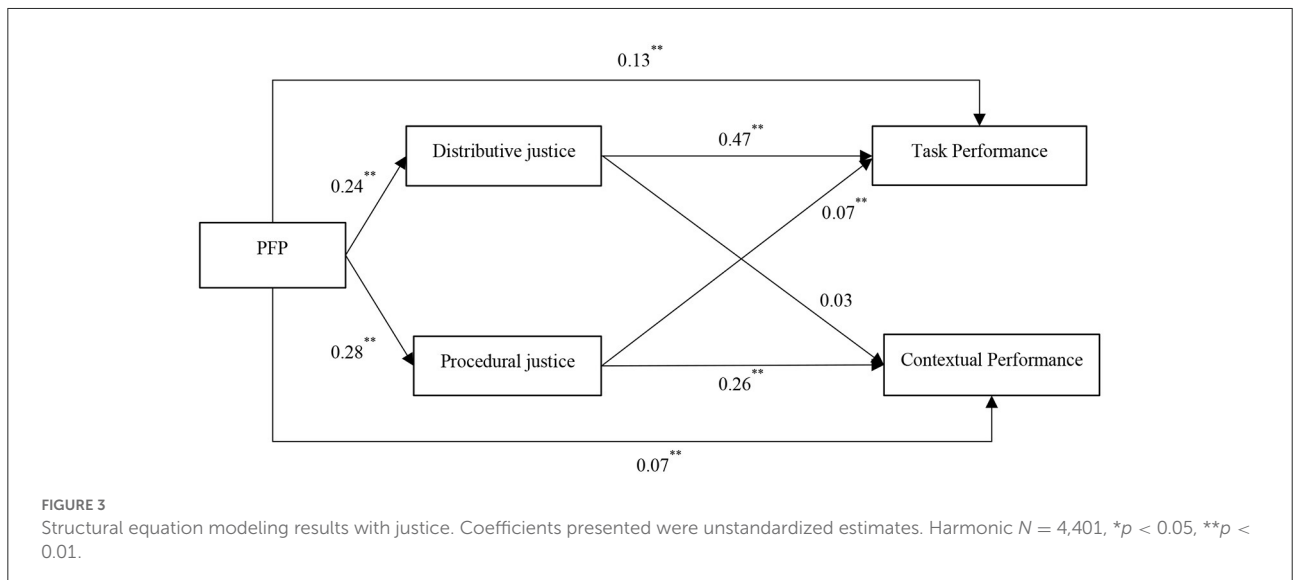 0.13**
Distributive justice
0.47**
Task Performance
0.24**
0.07**
PFP
0.03
0.28**
Procedural justice
0.26**
Contextual Performance
0.07**
FIGURE 3
Structural equation modeling results with justice. Coefficients presented were unstandardized estimates. Harmonic N = 4,401, *p < 0.05, **p <
0.01.